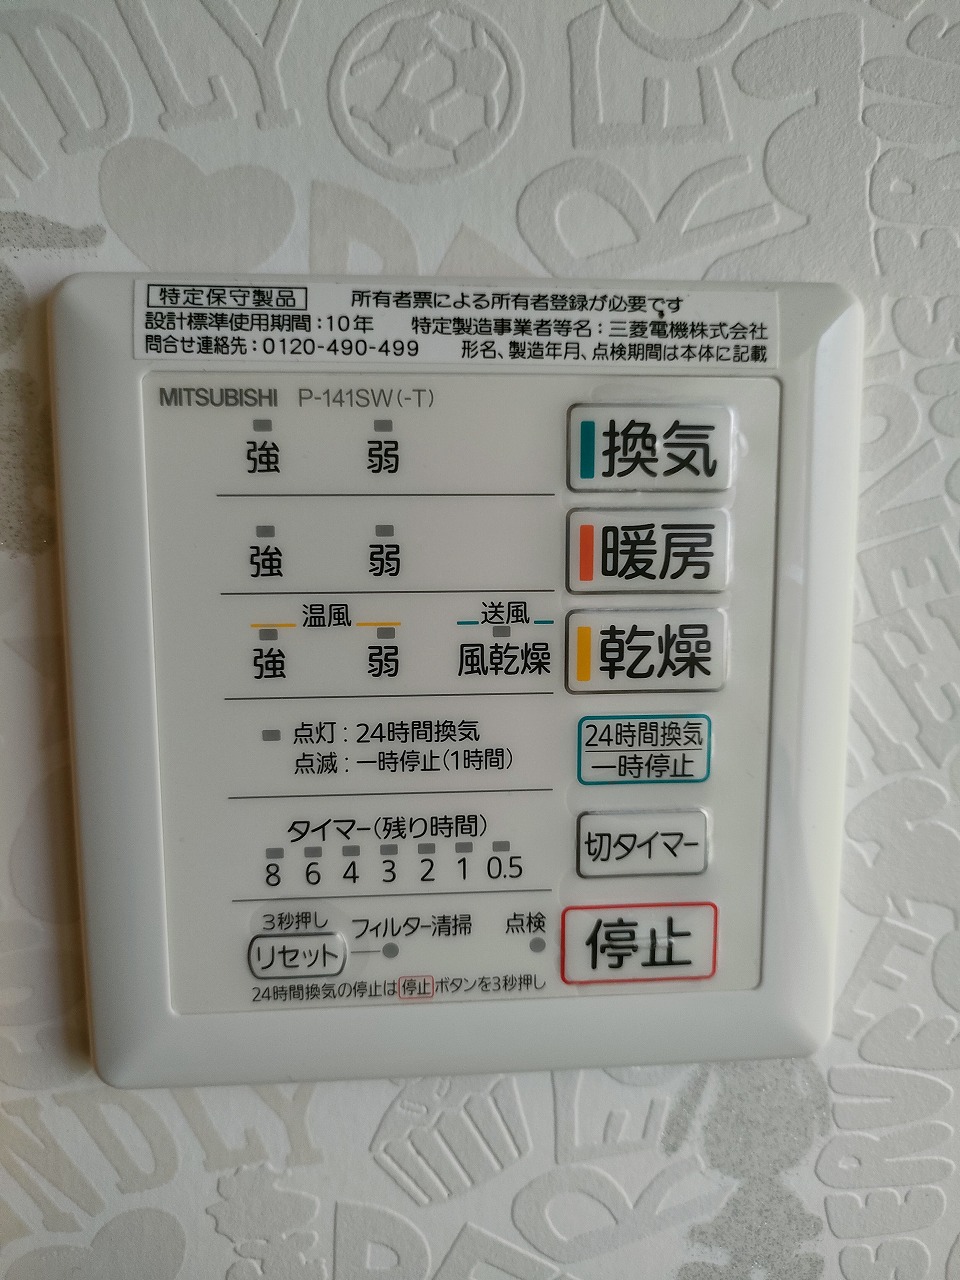 NDLY
PARK
特定保守製品 所有者票による所有者登録が必要です
設計標準使用期間:10年 特定製造事業者等名:三菱電機株式会社
問合せ連絡先:0120-490-499 形名、製造年月、点検期間は本体に記載
MITSUBISHI P-141SW(-T)
強 弱 換気
強 弱 暖房
温風 送風
強 弱 風乾燥 乾燥
点灯:24時間換気 24時間換気
点滅:一時停止(1時間) 一時停止
タイマー(残り時間) 切タイマー
8 6 4 3 2 1 0.5
3秒押し フィルター清掃 点検
リセット 停止
24時間換気の停止は停止ボタンを3秒押し
NDLY